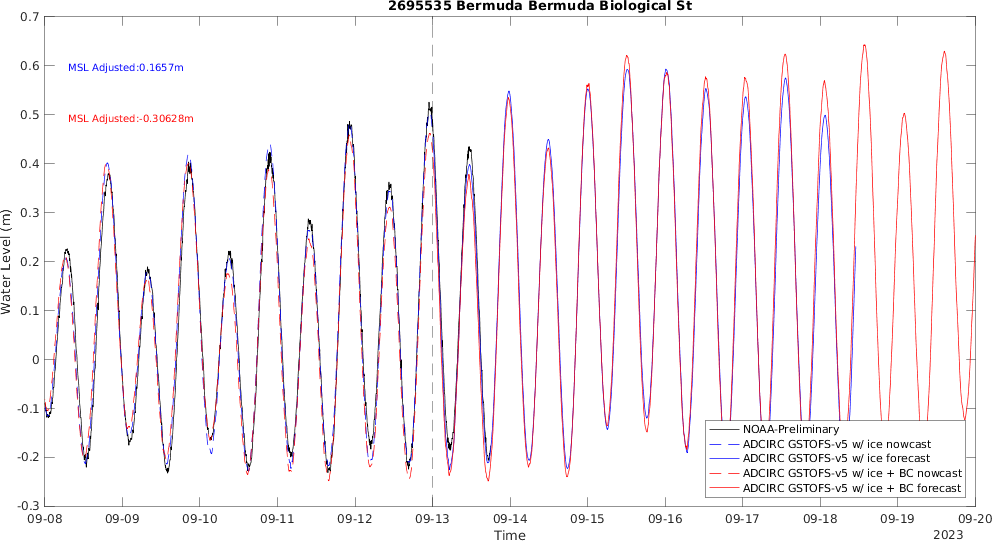 2695535 Bermuda Bermuda Biological St
0.7
0.6
0.5
0.4
0.3
0.2
0.1
0
-0.1
-0.2
-0.3
Water Level (m)
MSL Adjusted:0.1657m
MSL Adjusted:-0.30628m
NOAA-Preliminary
ADCIRC GSTOFS-v5 w/ ice nowcast
ADCIRC GSTOFS-v5 w/ ice forecast
ADCIRC GSTOFS-v5 w/ ice + BC nowcast
ADCIRC GSTOFS-v5 w/ ice + BC forecast
09-08 09-09 09-10 09-11 09-12 09-13 09-14 09-15 09-16 09-17 09-18 09-19 09-20
Time
2023